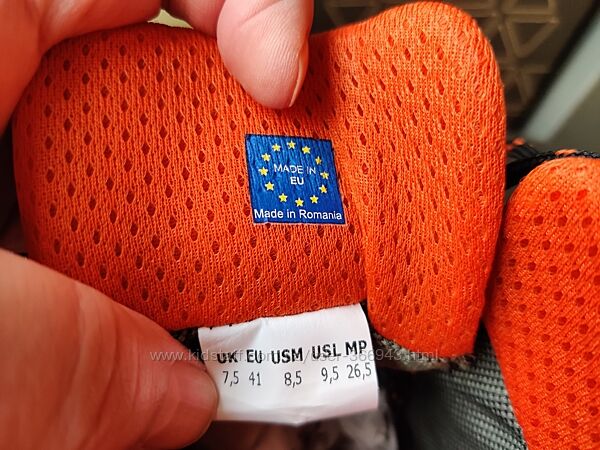 MADE IN
EU
Made in Romania
UK EU USM USL MP
7,5 41 8,5 9,5 26,5